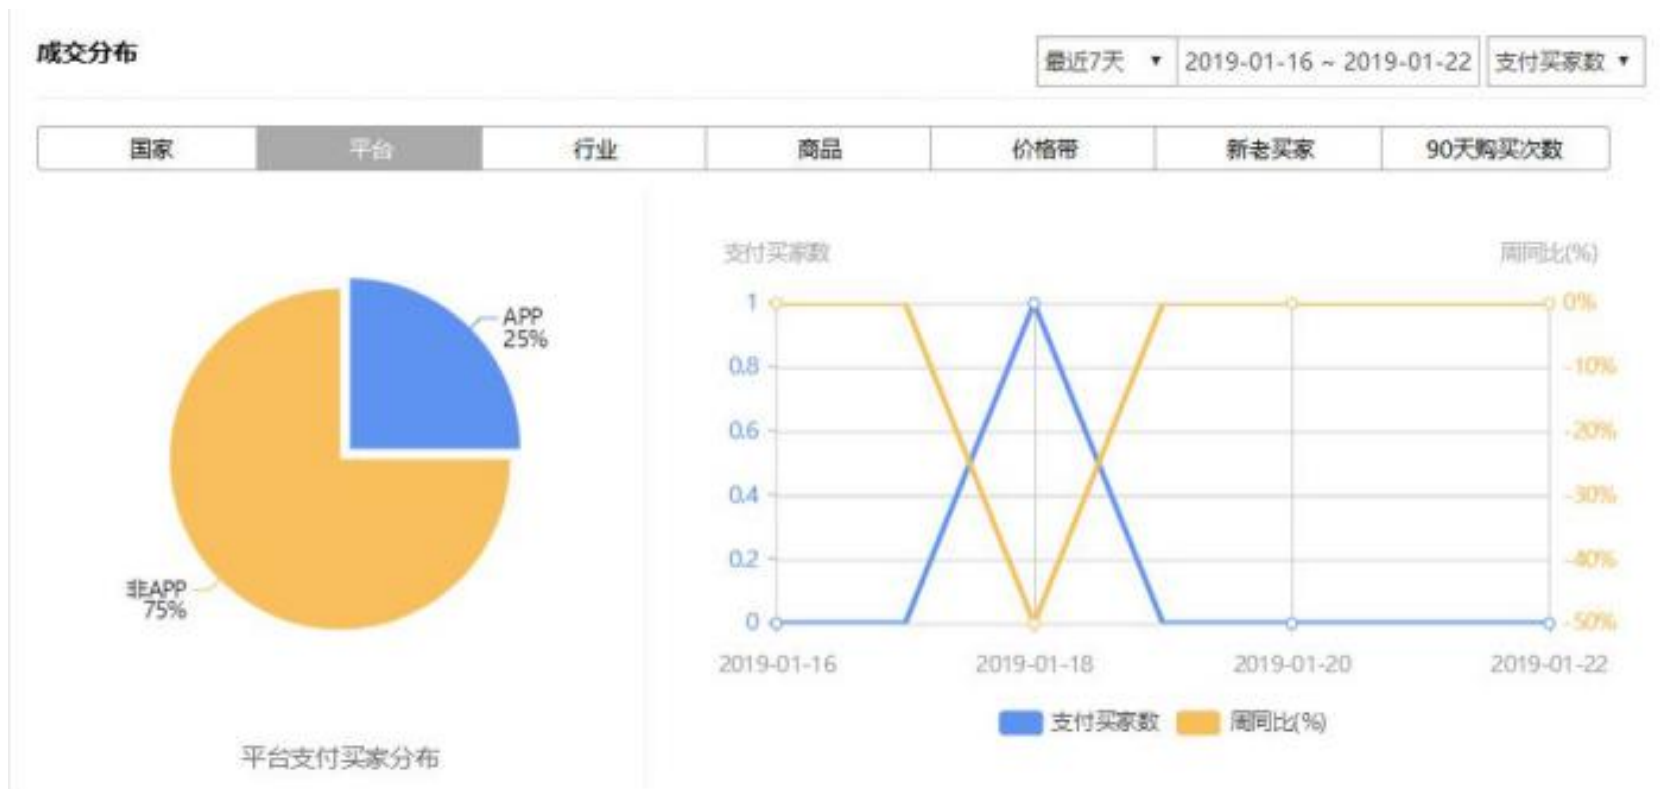 成交分布
最近7天 ▼ 2019-01-16 ~ 2019-01-22 支付买家数 ▼
国家 平台 行业 商品 价格带 新老买家 90天购买次数
APP
25%
非APP
75%
平台支付买家分布
支付买家数 周同比(%)
1 0%
0.8 -10%
0.6 -20%
0.4 -30%
0.2 -40%
0 -50%
2019-01-16 2019-01-18 2019-01-20 2019-01-22
支付买家数 周同比(%)